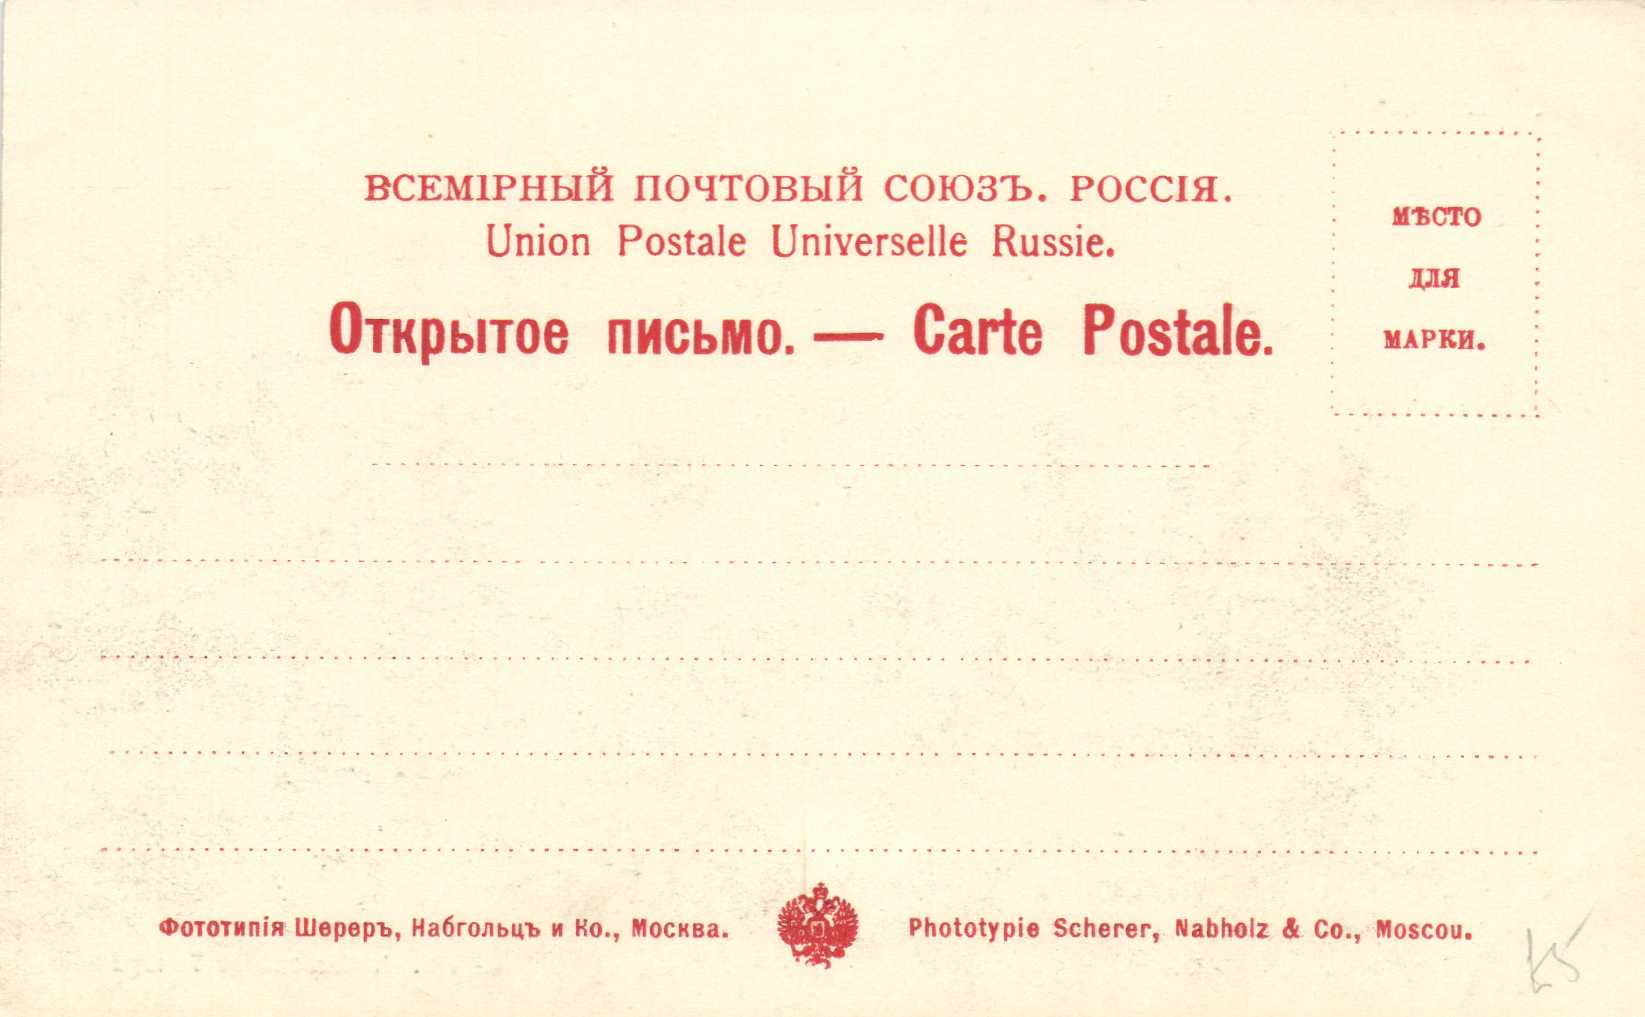 ВСЕМІРНЫЙ ПОЧТОВЫЙ СОЮЗЪ. РОССІЯ.
Union Postale Universelle Russie.
Открытое письмо. — Carte Postale.
МѢСТО
ДЛЯ
МАРКИ.
Фототипія Шереръ, Набгольцъ и Ко., Москва.
Phototypie Scherer, Nabholz & Co., Moscou.